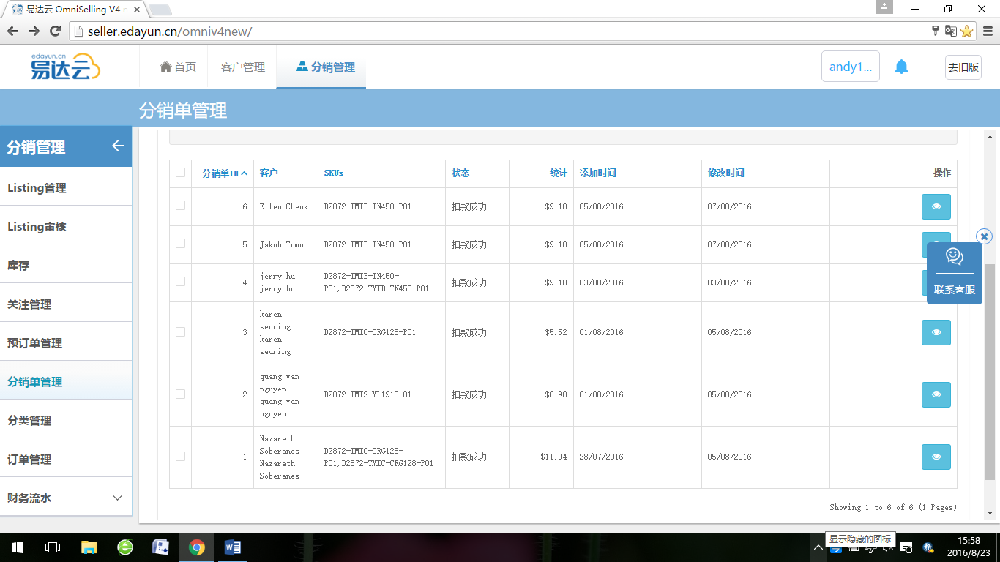 易达云 OmniSelling V4 n
seller.edayun.cn/omniv4new/
edayun.cn
易达云
首页
客户管理
分销管理
andy1...
去旧版
分销单管理
分销管理
Listing管理
Listing审核
库存
关注管理
预订单管理
分销单管理
分类管理
订单管理
财务流水
分销单ID 客户 SKUs 状态 统计 添加时间 修改时间 操作
6 Ellen Cheuk D2872-TMIB-TN450-P01 扣款成功 $9.18 05/08/2016 07/08/2016
5 Jakub Tomon D2872-TMIB-TN450-P01 扣款成功 $9.18 05/08/2016 07/08/2016
jerry hu D2872-TMIB-TN450-
4 扣款成功 $9.18 03/08/2016 03/08/2016
jerry hu P01,D2872-TMIB-TN450-P01
karen
seuring
3 D2872-TMIC-CRG128-P01 扣款成功 $5.52 01/08/2016 05/08/2016
karen
seuring
quang van
nguyen
2 D2872-TMIS-ML1910-01 扣款成功 $8.98 01/08/2016 05/08/2016
quang van
nguyen
Nazareth
Soberanes D2872-TMIC-CRG128-
1 扣款成功 $11.04 28/07/2016 05/08/2016
Nazareth P01,D2872-TMIC-CRG128-P01
Soberanes
联系客服
Showing 1 to 6 of 6 (1 Pages)
显示隐藏的图标
15:58
2016/8/23